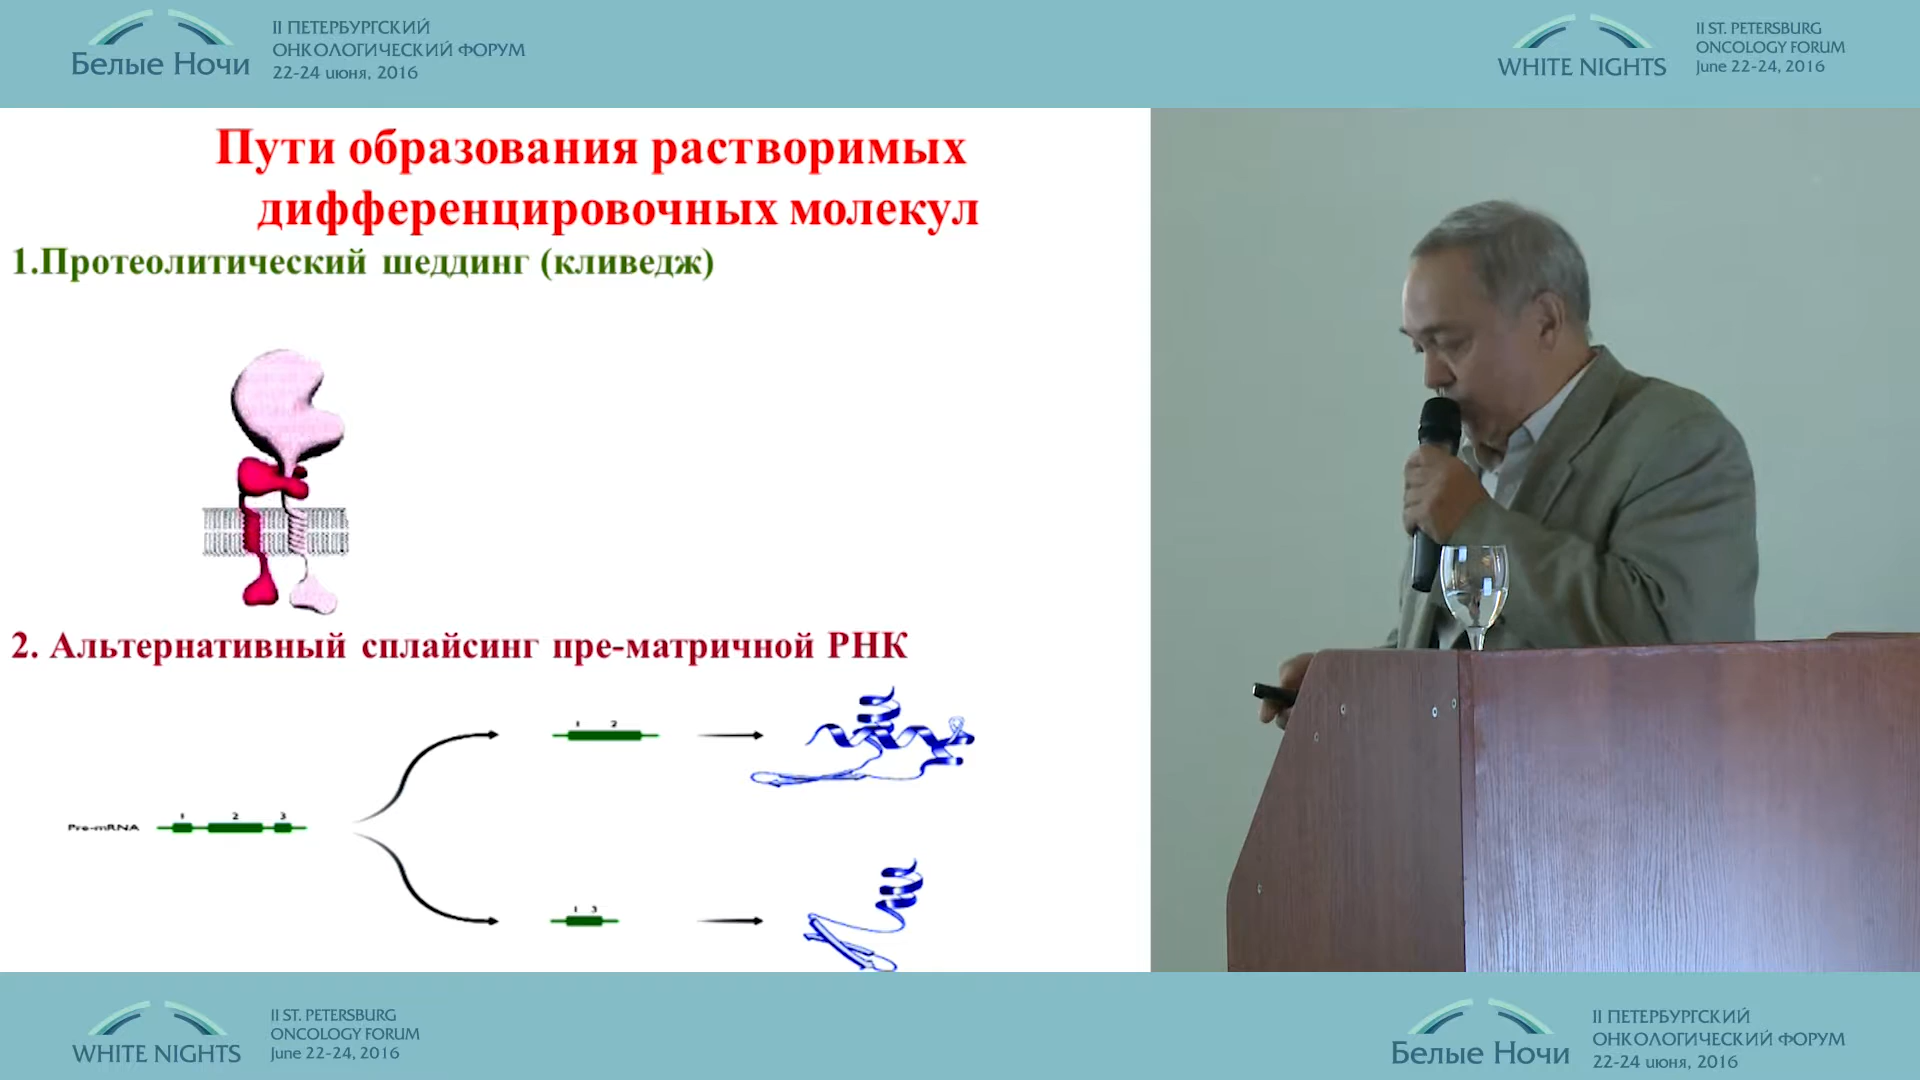 Белые Ночи
II ПЕТЕРБУРГСКИЙ
ОНКОЛОГИЧЕСКИЙ ФОРУМ
22-24 июня, 2016
WHITE NIGHTS
II ST. PETERSBURG
ONCOLOGY FORUM
June 22-24, 2016
Пути образования растворимых
дифференцировочных молекул
1.Протеолитический шеддинг (кливедж)
2. Альтернативный сплайсинг пре-матричной РНК
1 2
Pre-mRNA
1 2 3
1 3
WHITE NIGHTS
II ST. PETERSBURG
ONCOLOGY FORUM
June 22-24, 2016
Белые Ночи
II ПЕТЕРБУРГСКИЙ
ОНКОЛОГИЧЕСКИЙ ФОРУМ
22-24 июня, 2016